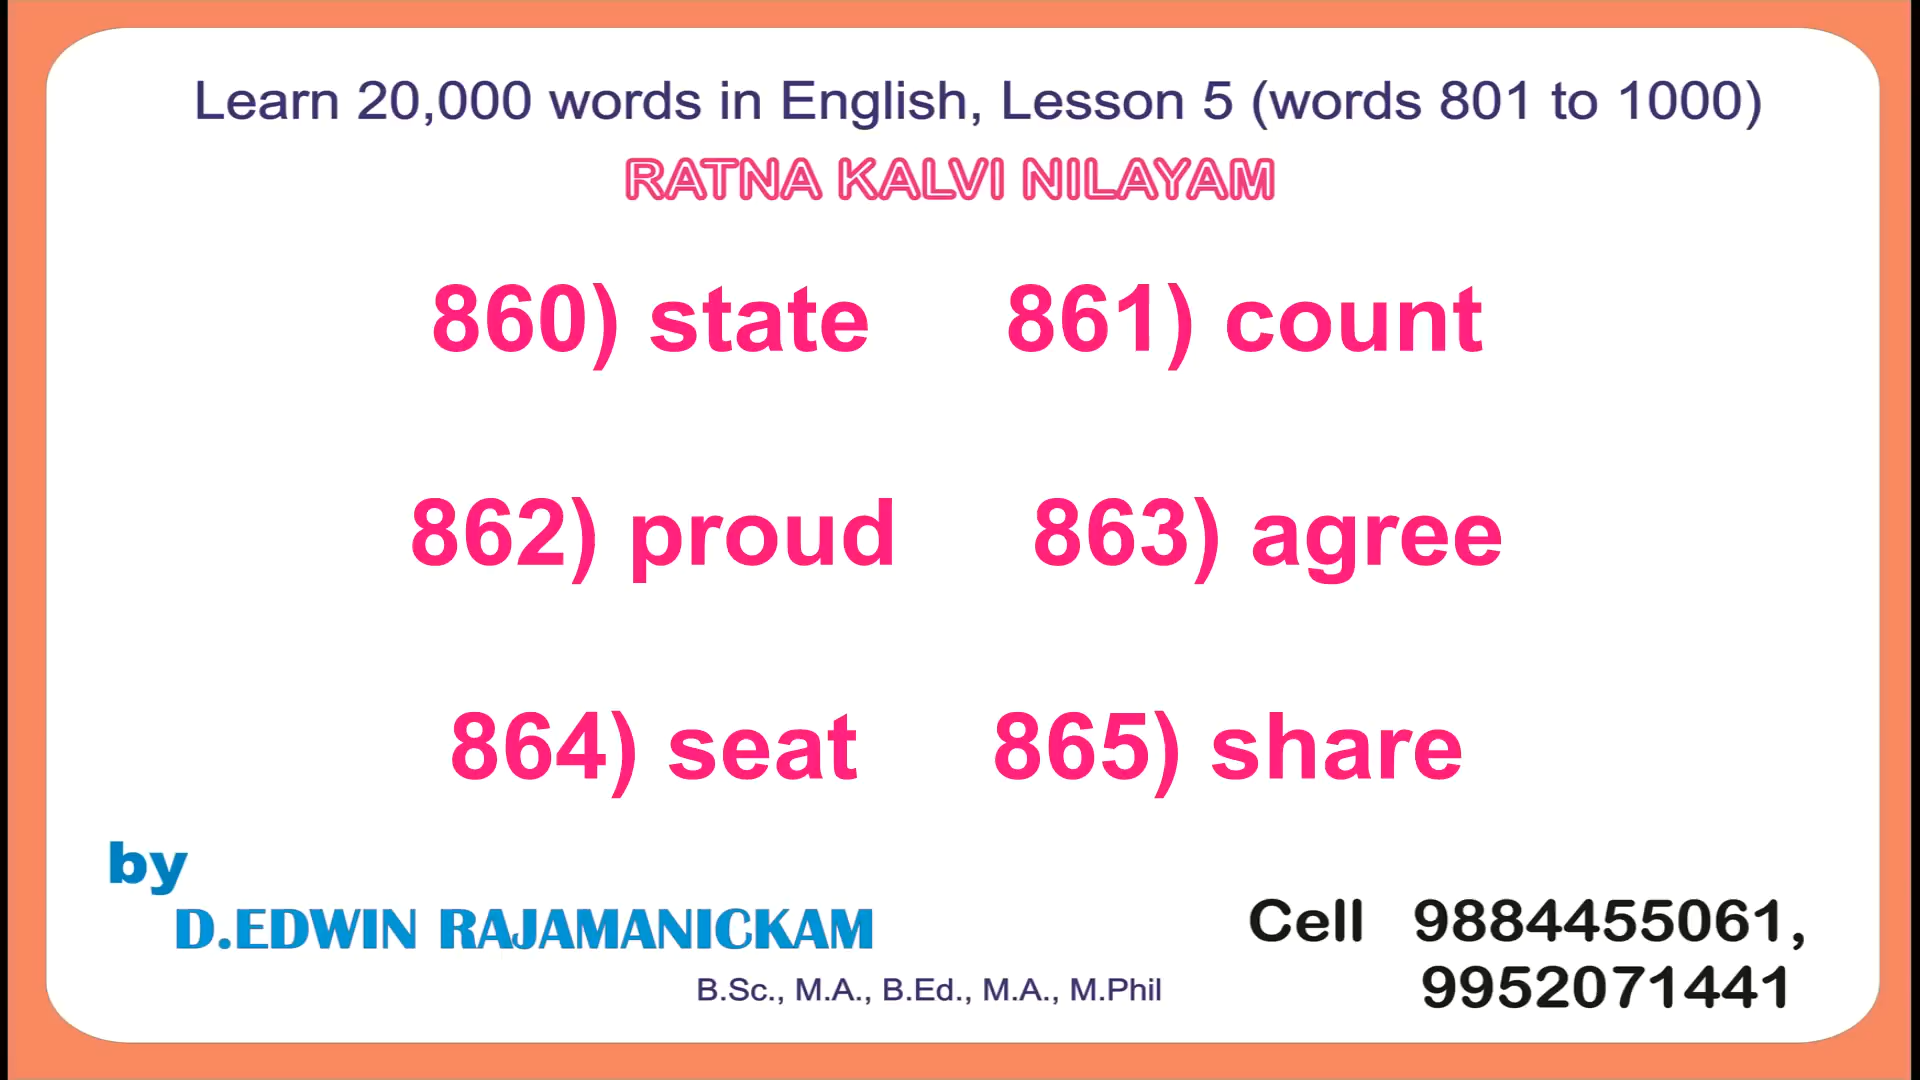 Learn 20,000 words in English, Lesson 5 (words 801 to 1000)
RATNA KALVI NILAYAM
860) state 861) count
862) proud 863) agree
864) seat 865) share
by
D.EDWIN RAJAMANICKAM
B.Sc., M.A., B.Ed., M.A., M.Phil
Cell 9884455061,
9952071441